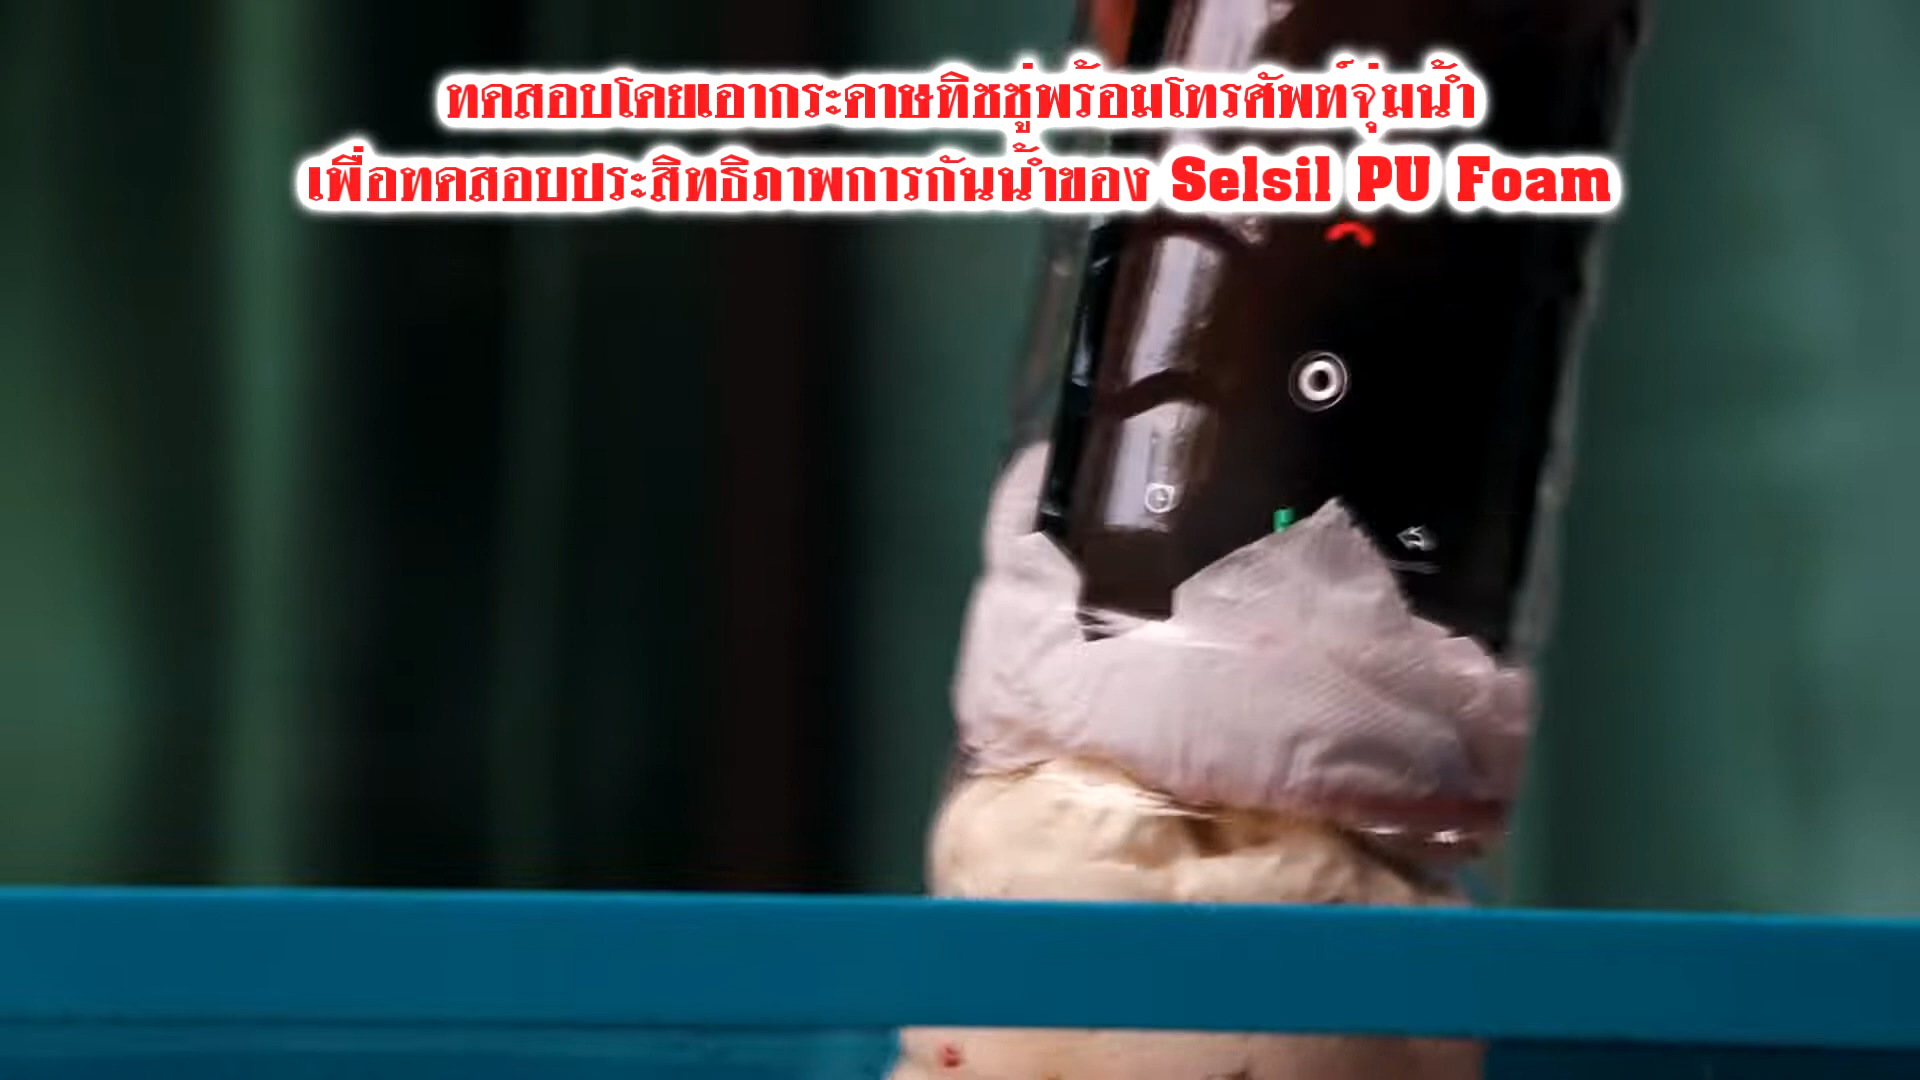 ทดสอบโดยเอากระดาษทิชชู่พร้อมโทรศัพท์จุ่มน้ำ
เพื่อทดสอบประสิทธิภาพการกันน้ำของ Selsil PU Foam